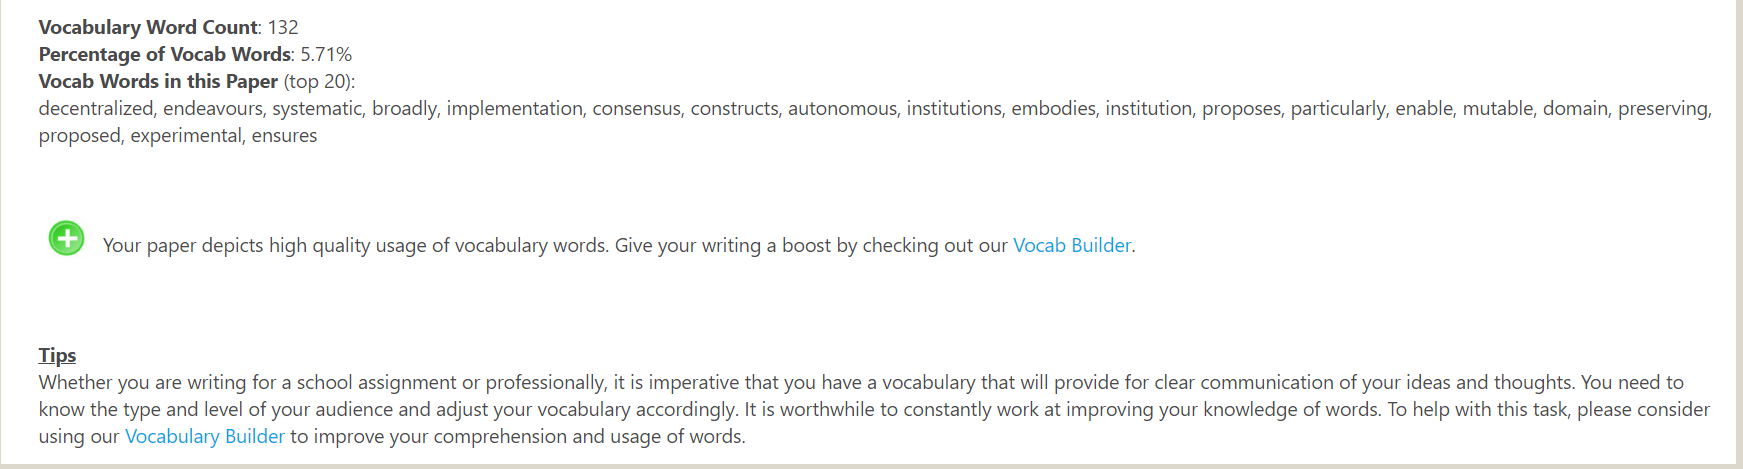 Vocabulary Word Count: 132
Percentage of Vocab Words: 5.71%
Vocab Words in this Paper (top 20):
decentralized, endeavours, systematic, broadly, implementation, consensus, constructs, autonomous, institutions, embodies, institution, proposes, particularly, enable, mutable, domain, preserving,
proposed, experimental, ensures
Your paper depicts high quality usage of vocabulary words. Give your writing a boost by checking out our Vocab Builder.
Tips
Whether you are writing for a school assignment or professionally, it is imperative that you have a vocabulary that will provide for clear communication of your ideas and thoughts. You need to
know the type and level of your audience and adjust your vocabulary accordingly. It is worthwhile to constantly work at improving your knowledge of words. To help with this task, please consider
using our Vocabulary Builder to improve your comprehension and usage of words.